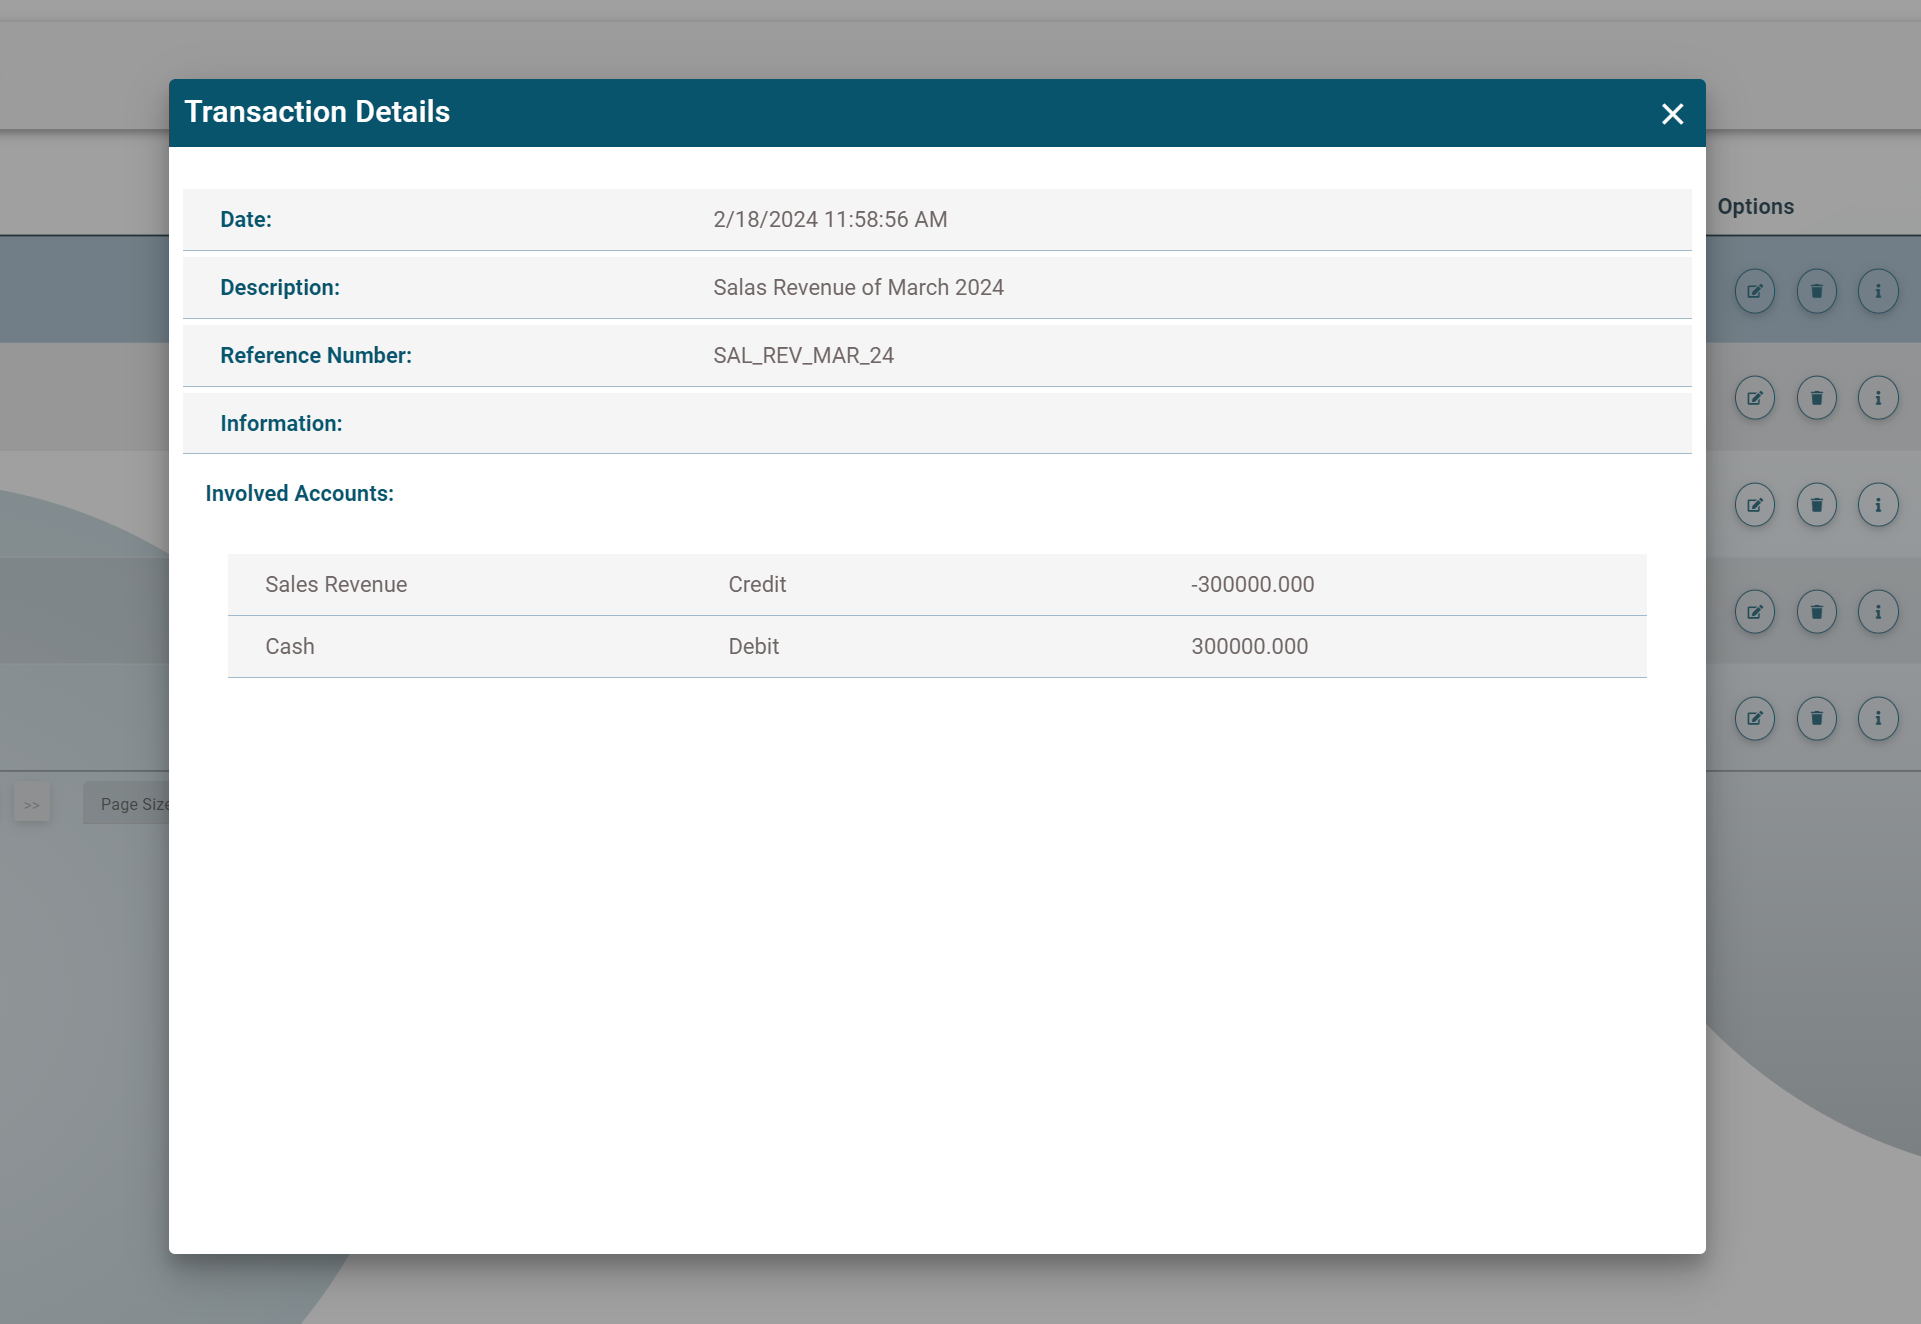 Transaction Details
Options
Date: 2/18/2024 11:58:56 AM
Description: Salas Revenue of March 2024
Reference Number: SAL_REV_MAR_24
Information:
Involved Accounts:
Sales Revenue Credit -300000.000
Cash Debit 300000.000
>> Page Size